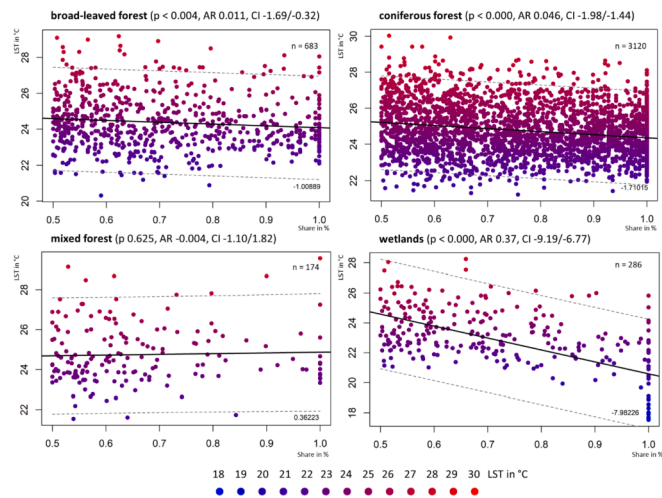 broad-leaved forest (p < 0.004, AR 0.011, CI -1.69/-0.32)
LST in °C
n = 683
28
26
24
22
20
-1.00889
0.5 0.6 0.7 0.8 0.9 1.0
Share in %
coniferous forest (p < 0.000, AR 0.046, CI -1.98/-1.44)
LST in °C
n = 3120
30
28
26
24
22
-1.71015
0.5 0.6 0.7 0.8 0.9 1.0
Share in %
mixed forest (p 0.625, AR -0.004, CI -1.10/1.82)
LST in °C
n = 174
28
26
24
22
0.36223
0.5 0.6 0.7 0.8 0.9 1.0
Share in %
wetlands (p < 0.000, AR 0.37, CI -9.19/-6.77)
LST in °C
n = 286
28
26
24
22
20
18
-7.98226
0.5 0.6 0.7 0.8 0.9 1.0
Share in %
18 19 20 21 22 23 24 25 26 27 28 29 30 LST in °C